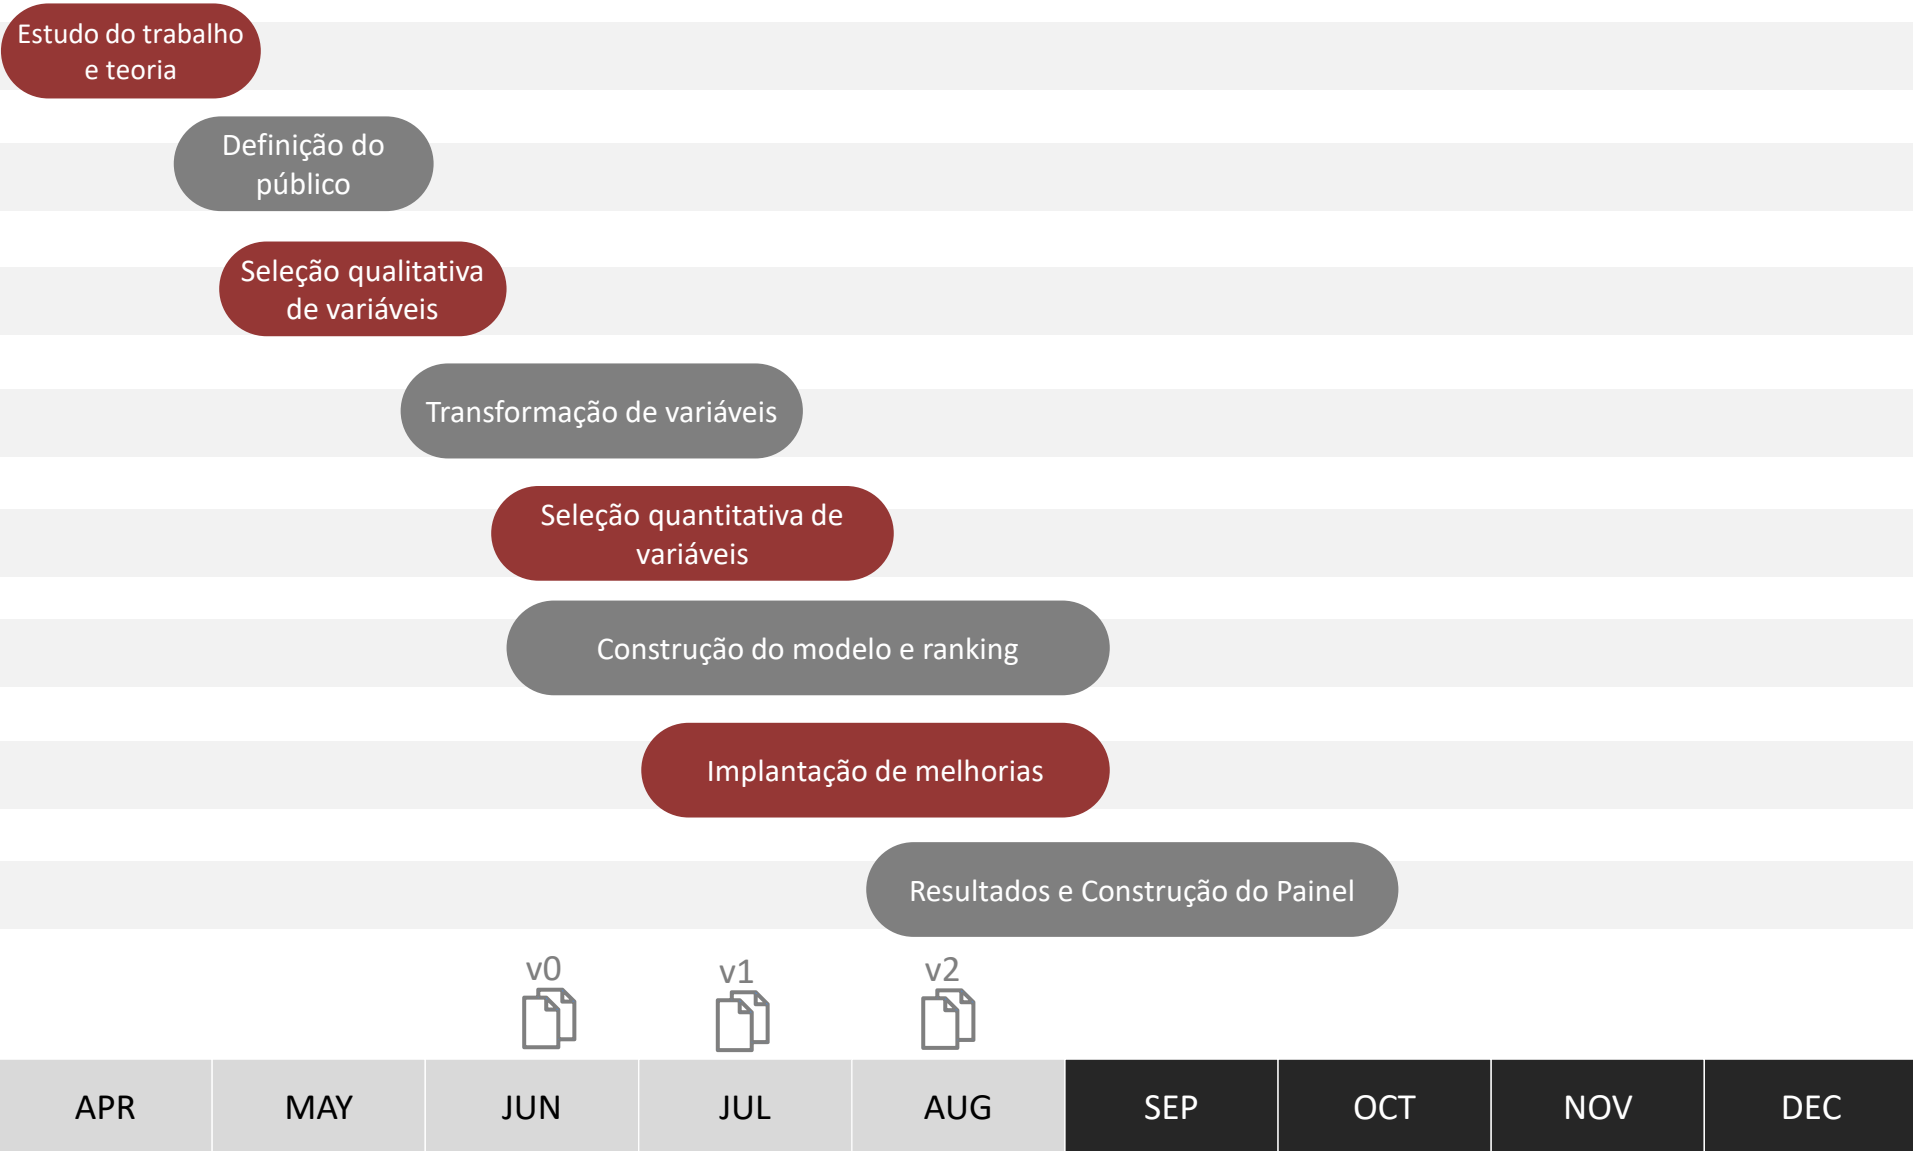 Estudo do trabalho
e teoria
Definição do
público
Seleção qualitativa
de variáveis
Transformação de variáveis
Seleção quantitativa de
variáveis
Construção do modelo e ranking
Implantação de melhorias
Resultados e Construção do Painel
v0 v1 v2
APR MAY JUN JUL AUG SEP OCT NOV DEC